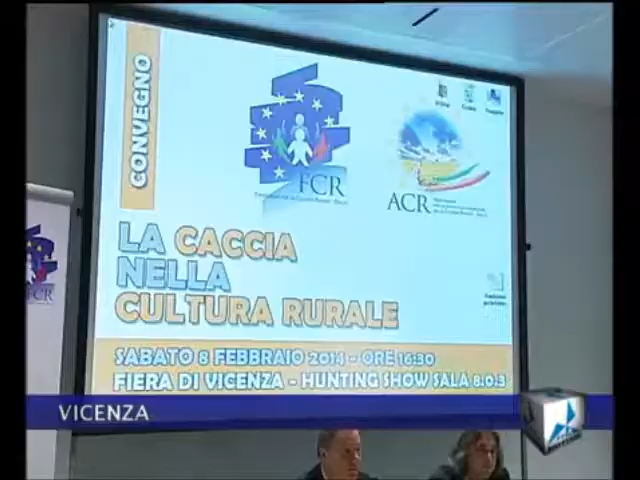 CONVEGNO
FCR
ACR
LA CACCIA
NELLA
CULTURA RURALE
SABATO 8 FEBBRAIO 2014 - ORE 16:30
FIERA DI VICENZA - HUNTING SHOW SALA 8.0.3
FCR
VICENZA